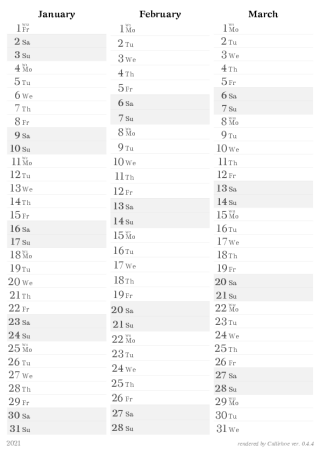 January
1 Fr
2 Sa
3 Su
4 Mo
5 Tu
6 We
7 Th
8 Fr
9 Sa
10 Su
11 Mo
12 Tu
13 We
14 Th
15 Fr
16 Sa
17 Su
18 Mo
19 Tu
20 We
21 Th
22 Fr
23 Sa
24 Su
25 Mo
26 Tu
27 We
28 Th
29 Fr
30 Sa
31 Su
February
1 Mo
2 Tu
3 We
4 Th
5 Fr
6 Sa
7 Su
8 Mo
9 Tu
10 We
11 Th
12 Fr
13 Sa
14 Su
15 Mo
16 Tu
17 We
18 Th
19 Fr
20 Sa
21 Su
22 Mo
23 Tu
24 We
25 Th
26 Fr
27 Sa
28 Su
March
1 Mo
2 Tu
3 We
4 Th
5 Fr
6 Sa
7 Su
8 Mo
9 Tu
10 We
11 Th
12 Fr
13 Sa
14 Su
15 Mo
16 Tu
17 We
18 Th
19 Fr
20 Sa
21 Su
22 Mo
23 Tu
24 We
25 Th
26 Fr
27 Sa
28 Su
29 Mo
30 Tu
31 We
2021
rendered by Callirhoe ver. 0.4.4